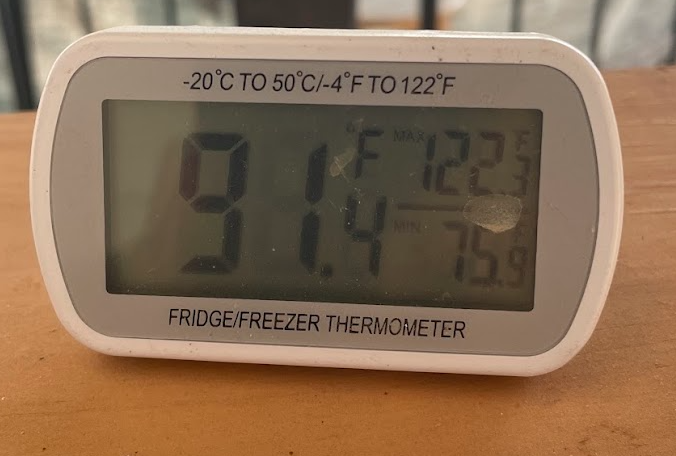 -20°C TO 50°C/-4°F TO 122°F
91.4 °F
MAX 122.3 °F
MIN 75.9 °F
FRIDGE/FREEZER THERMOMETER